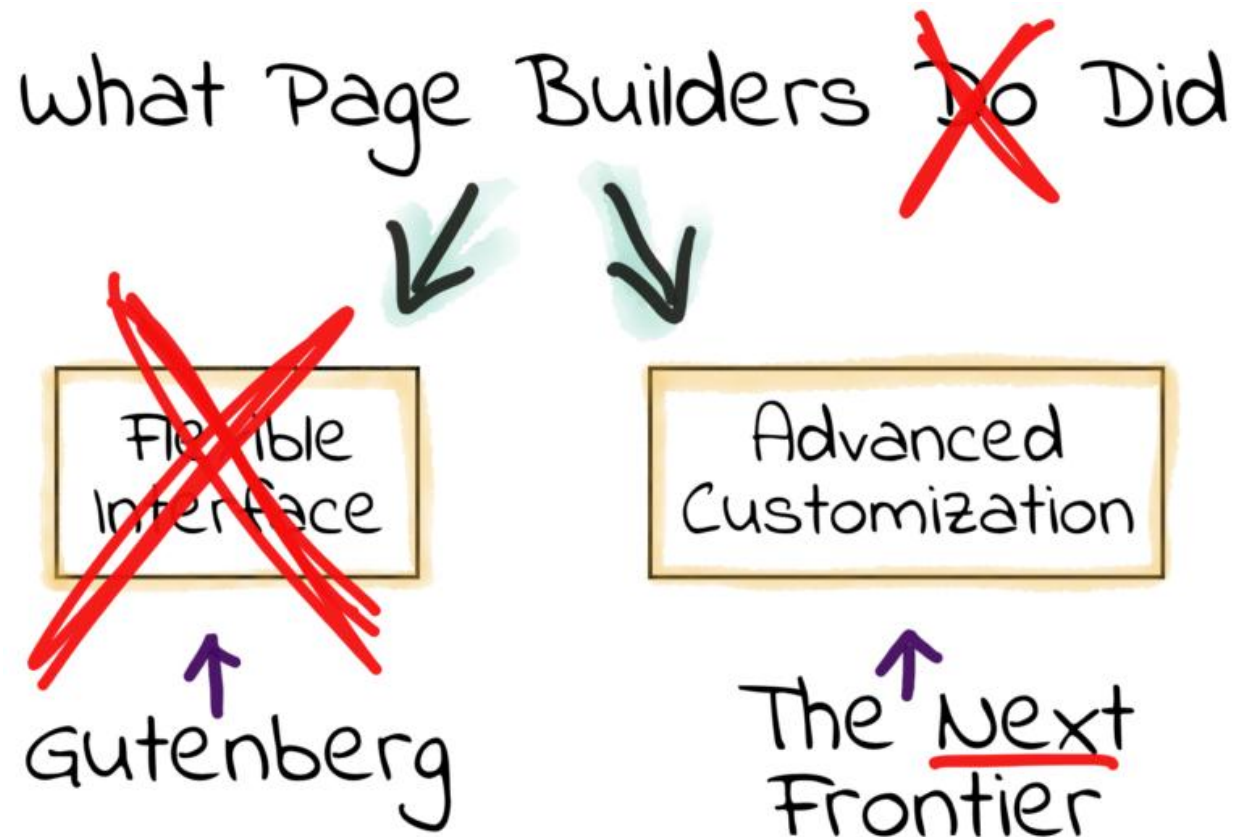 What Page Builders Do Did
Flexible
Interface
Advanced
Customization
Gutenberg
The Next
Frontier